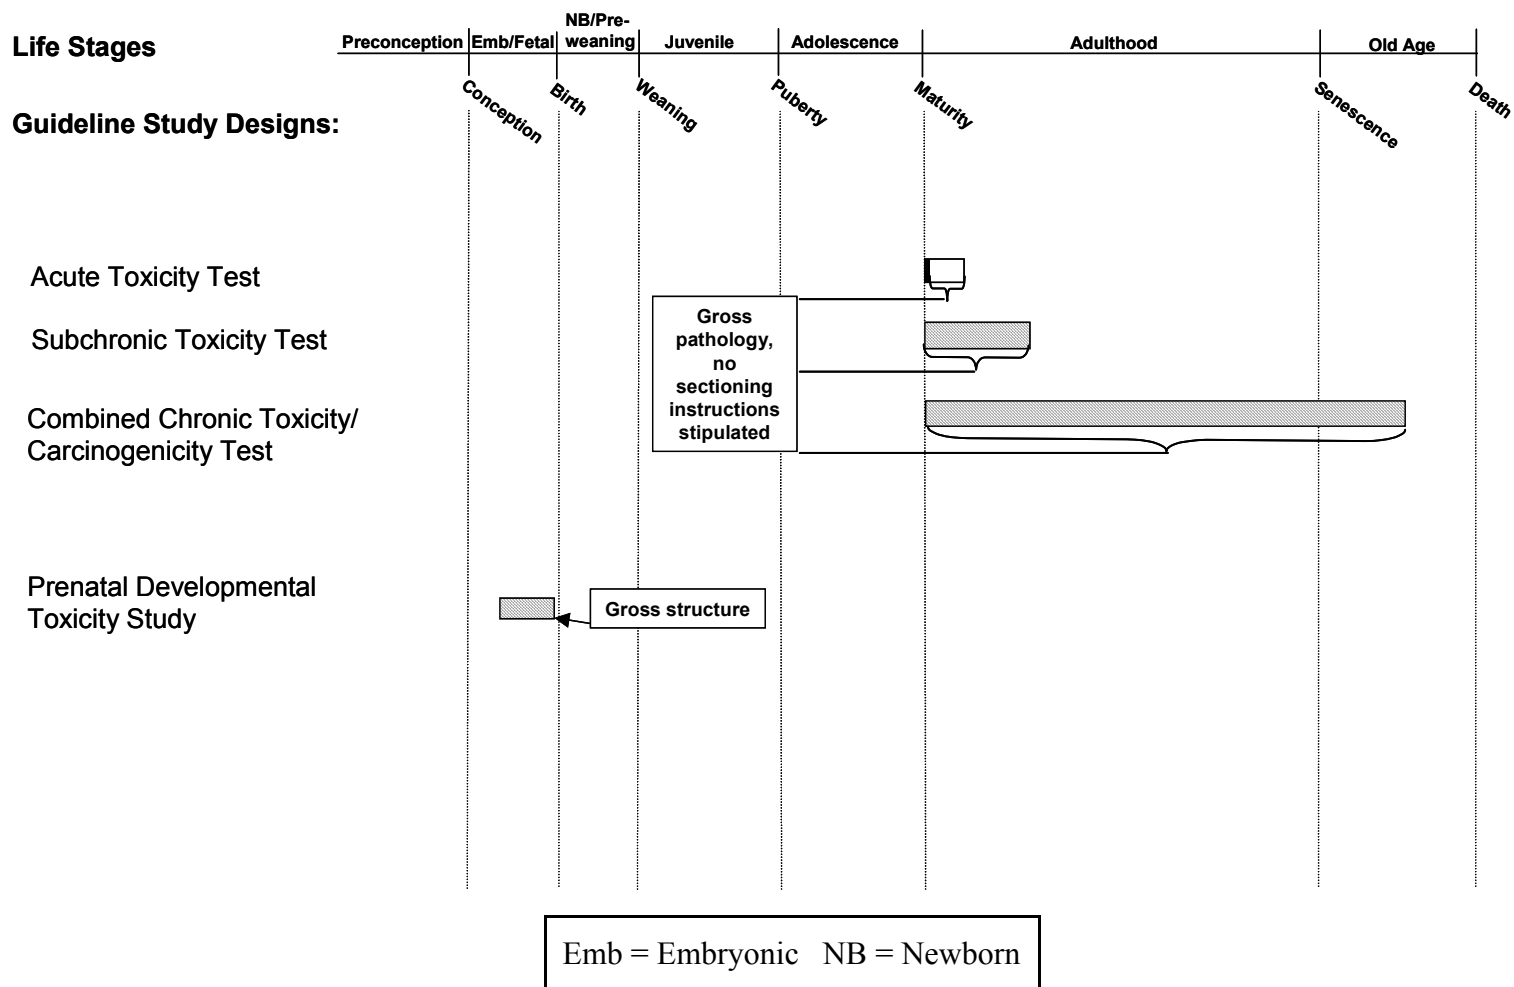 NB/Pre-
Life Stages
Preconception
Emb/Fetal
weaning
Juvenile
Adolescence
Adulthood
Old Age
Conception
Birth
Weaning
Puberty
Maturity
Senescence
Death
Guideline Study Designs:
Acute Toxicity Test
Subchronic Toxicity Test
Combined Chronic Toxicity/
Carcinogenicity Test
Gross
pathology,
no
sectioning
instructions
stipulated
Prenatal Developmental
Toxicity Study
Gross structure
Emb = Embryonic   NB = Newborn